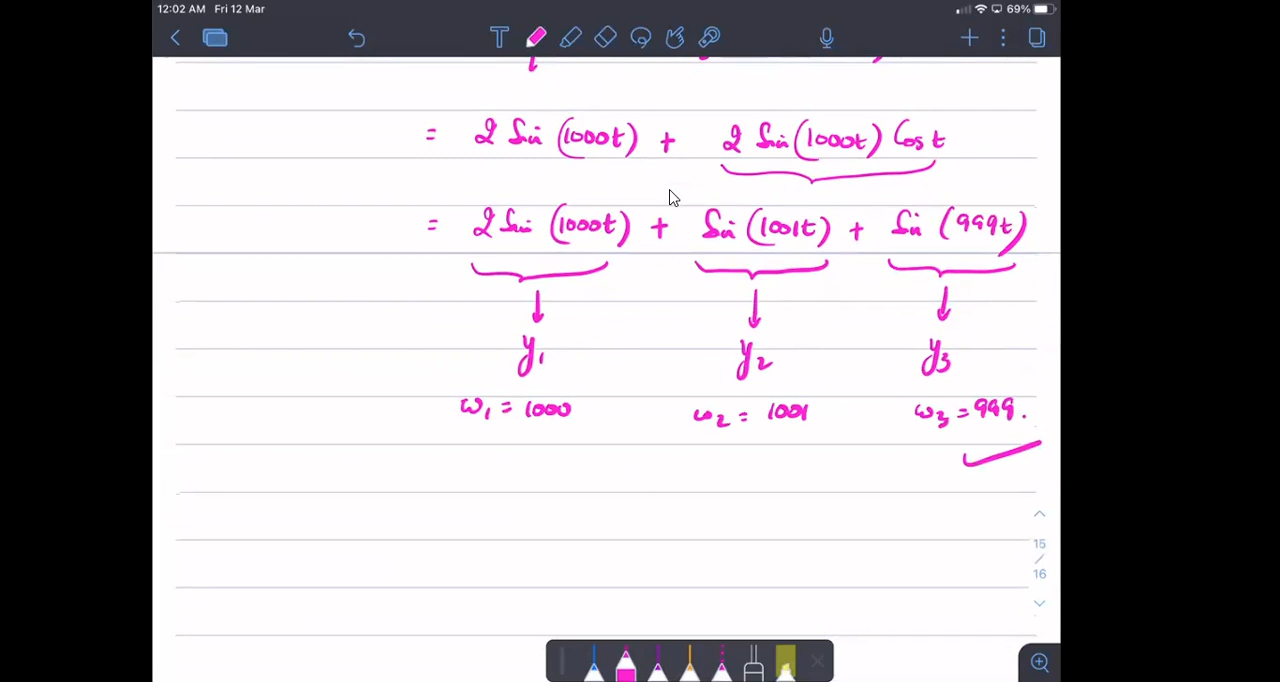 12:02 AM Fri 12 Mar
69%
T
= 2 Sin (1000t) + 2 Sin (1000t) Cos t
= 2 Sin (1000t) + Sin (1001t) + Sin (999t)
y1 y2 y3
ω1 = 1000 ω2 = 1001 ω3 = 999.
15
/
16